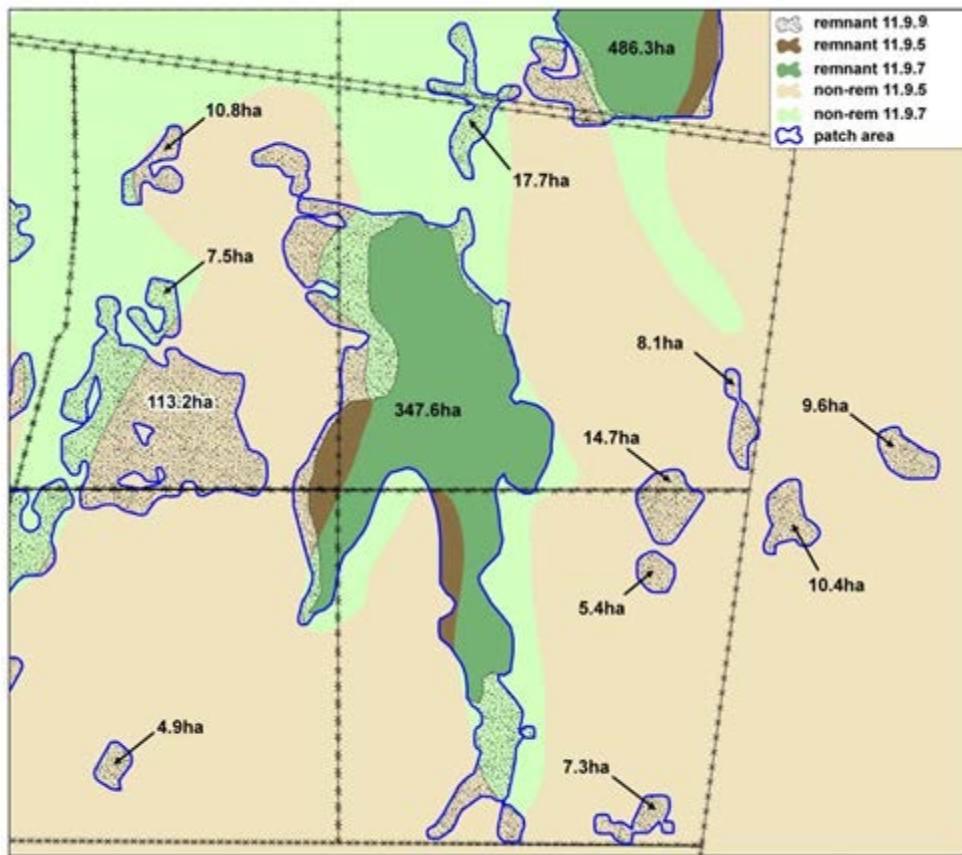 486.3ha
remnant 11.9.9
remnant 11.9.5
remnant 11.9.7
non-rem 11.9.5
non-rem 11.9.7
patch area
10.8ha
17.7ha
7.5ha
8.1ha
113.2ha
347.6ha
9.6ha
14.7ha
10.4ha
5.4ha
4.9ha
7.3ha